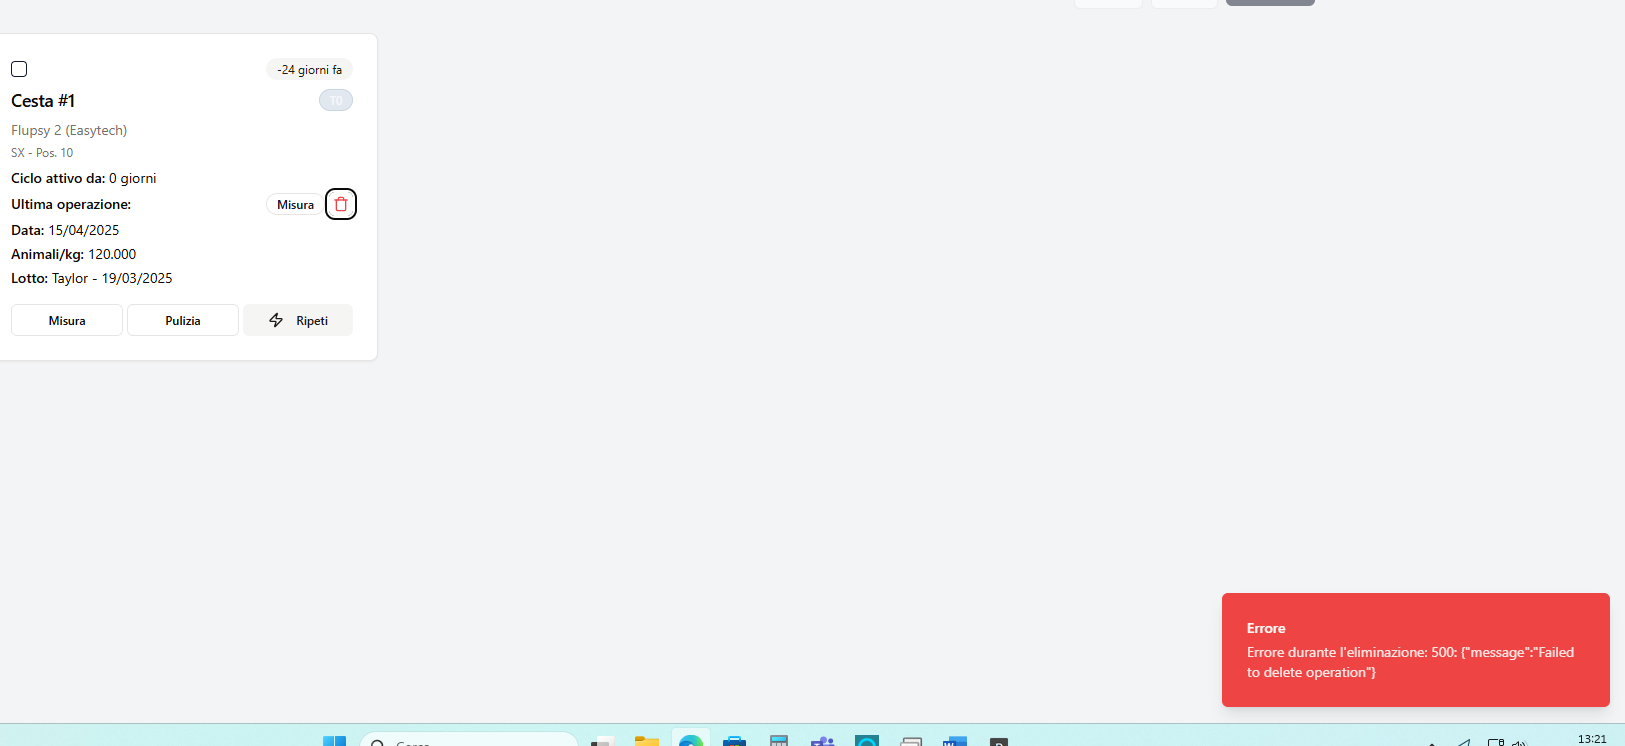 -24 giorni fa
Cesta #1
T0
Flupsy 2 (Easytech)
SX - Pos. 10
Ciclo attivo da: 0 giorni
Ultima operazione:
Misura
Data: 15/04/2025
Animali/kg: 120.000
Lotto: Taylor - 19/03/2025
Misura
Pulizia
Ripeti
Errore
Errore durante l'eliminazione: 500: {"message":"Failed
to delete operation"}
13:21